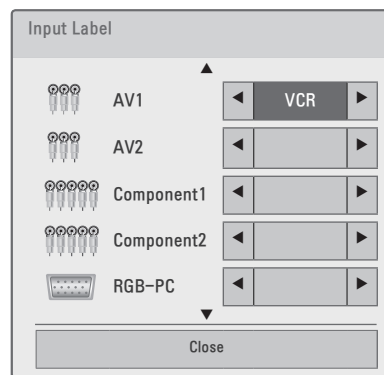 Input Label
AV1 VCR
AV2
Component1
Component2
RGB-PC
Close